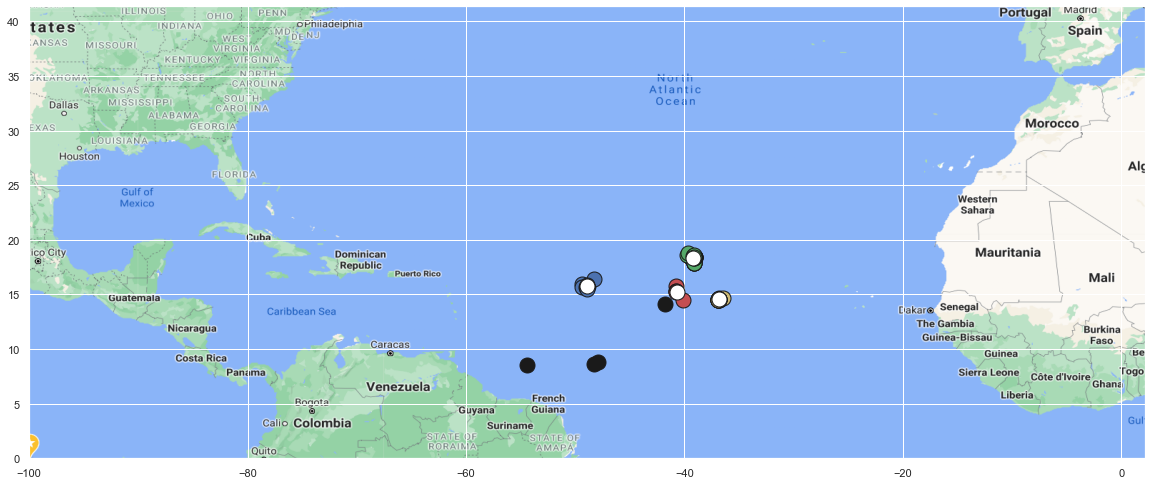 ILLINOIS
OHIO
PENN
Philadelphia
tates
INDIANA
MD
DE
NJ
KANSAS
MISSOURI
WEST
VIRGINIA
KENTUCKY
VIRGINIA
OKLAHOMA
TENNESSEE
NORTH
CAROLINA
ARKANSAS
MISSISSIPPI
SOUTH
CAROLINA
Dallas
ALABAMA
GEORGIA
EXAS
LOUISIANA
Houston
FLORIDA
Gulf of
Mexico
ico City
Cuba
Dominican
Republic
Puerto Rico
Guatemala
Caribbean Sea
Nicaragua
Costa Rica
Panama
Caracas
Venezuela
Bogota
Cali
Colombia
Guyana
French
Guiana
Suriname
STATE OF
RORAIMA
STATE OF
AMAPA
Quito
North
Atlantic
Ocean
Portugal
Madrid
Spain
Morocco
Alg
Western
Sahara
Mauritania
Mali
Dakar
Senegal
The Gambia
Guinea-Bissau
Burkina
Faso
Guinea
Be
Sierra Leone
Côte d'Ivoire
Togo
Ghana
Liberia
Gulf
40
35
30
25
20
15
10
5
0
−100
−80
−60
−40
−20
0